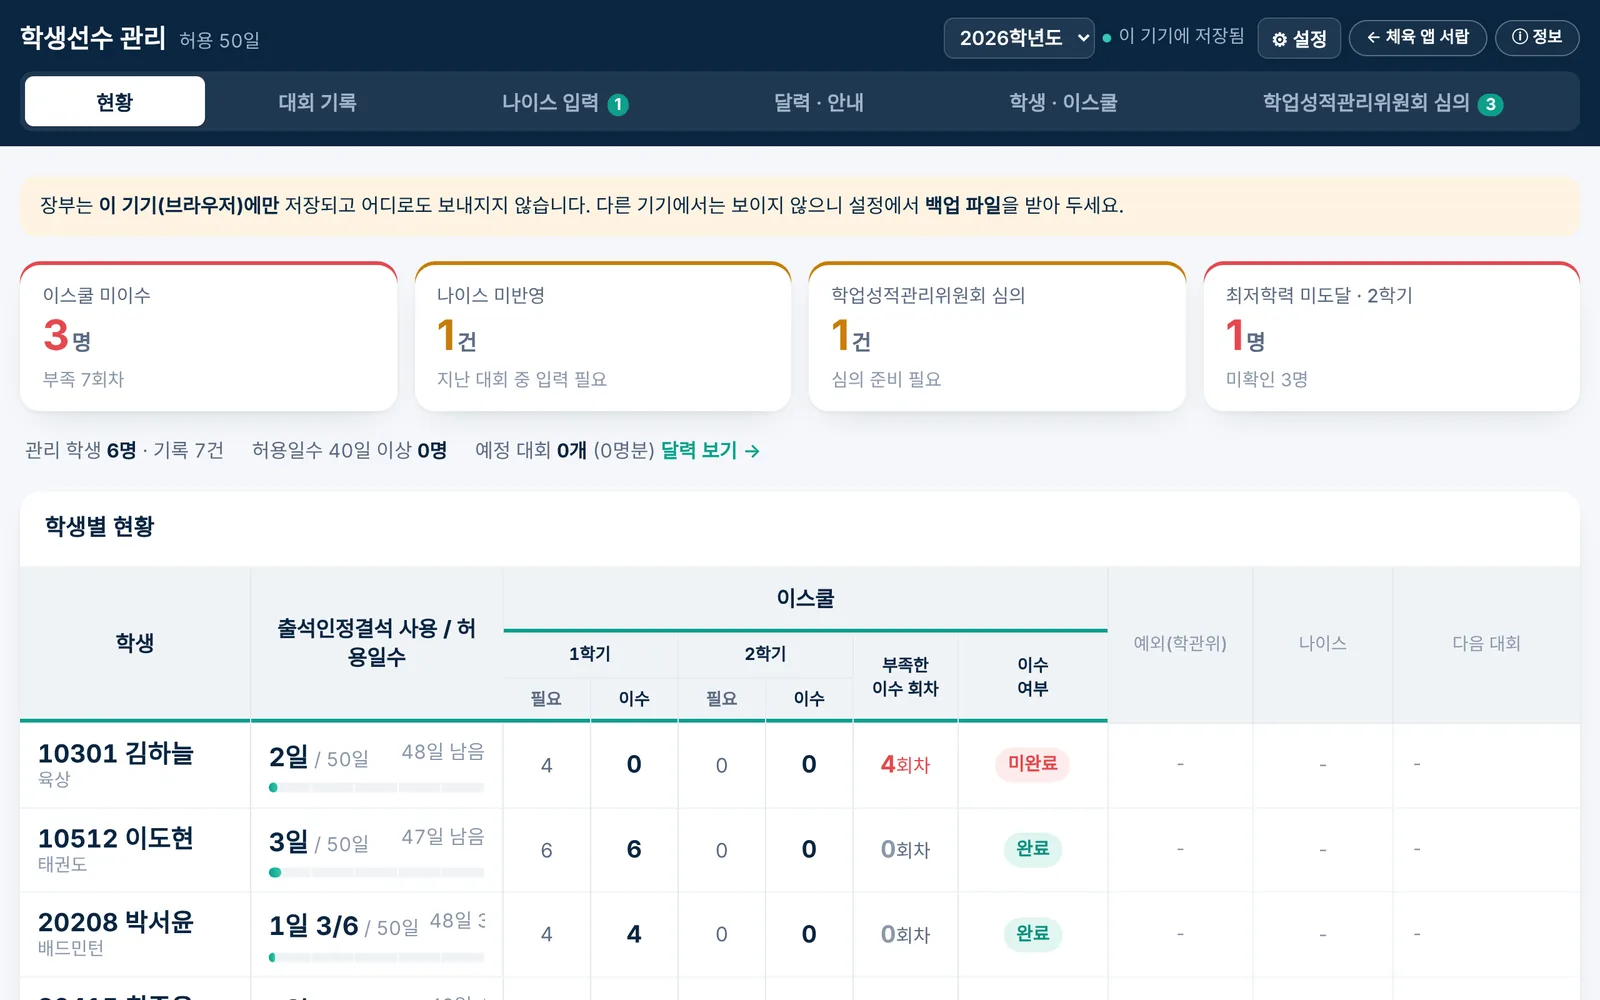 학생선수 관리 허용 50일
2026학년도 이 기기에 저장됨 ⚙ 설정 ← 체육 앱 서랍 ⓘ 정보
현황 대회 기록 나이스 입력 1 달력 · 안내 학생 · 이스쿨 학업성적관리위원회 심의 3
장부는 이 기기(브라우저)에만 저장되고 어디로도 보내지지 않습니다. 다른 기기에서는 보이지 않으니 설정에서 백업 파일을 받아 두세요.
이스쿨 미이수
3명
부족 7회차
나이스 미반영
1건
지난 대회 중 입력 필요
학업성적관리위원회 심의
1건
심의 준비 필요
최저학력 미도달 · 2학기
1명
미확인 3명
관리 학생 6명 · 기록 7건 허용일수 40일 이상 0명 예정 대회 0개 (0명분) 달력 보기 →
학생별 현황
학생
출석인정결석 사용 / 허
용일수
이스쿨
1학기 2학기
필요 이수 필요 이수
부족한
이수 회차
이수
여부
예외(학관위) 나이스 다음 대회
10301 김하늘
육상
2일 / 50일 48일 남음
4 0 0 0 4회차 미완료 - - -
10512 이도현
태권도
3일 / 50일 47일 남음
6 6 0 0 0회차 완료 - - -
20208 박서윤
배드민턴
1일 3/6 / 50일 48일
4 4 0 0 0회차 완료 - - -